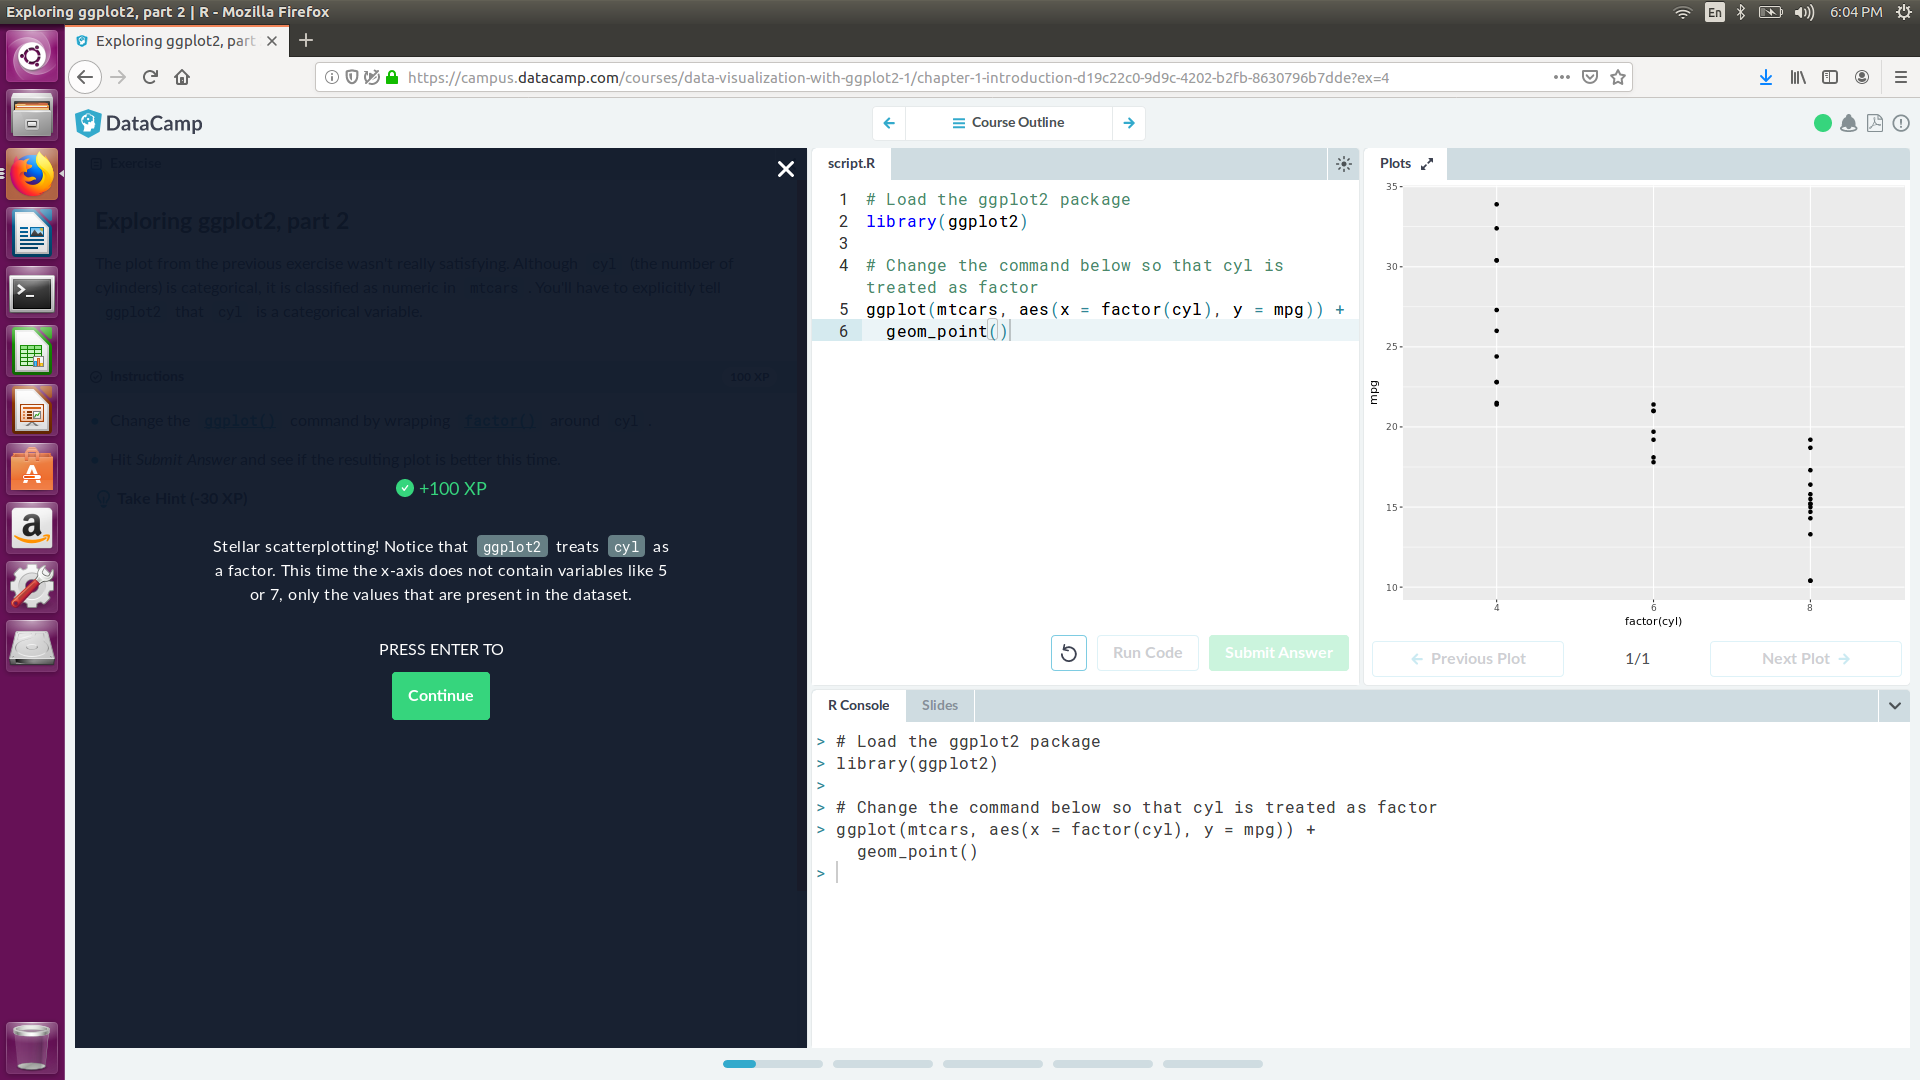 Exploring ggplot2, part 2 | R - Mozilla Firefox
En
6:04 PM
Exploring ggplot2, part
https://campus.datacamp.com/courses/data-visualization-with-ggplot2-1/chapter-1-introduction-d19c22c0-9d9c-4202-b2fb-8630796b7dde?ex=4
DataCamp
Course Outline
Exercise
Exploring ggplot2, part 2
The plot from the previous exercise wasn't really satisfying. Although cyl (the number of
cylinders) is categorical, it is classified as numeric in mtcars . You'll have to explicitly tell
ggplot2 that cyl is a categorical variable.
Instructions
100 XP
Change the ggplot() command by wrapping factor() around cyl .
Hit Submit Answer and see if the resulting plot is better this time.
Take Hint (-30 XP)
+100 XP
Stellar scatterplotting! Notice that ggplot2 treats cyl as
a factor. This time the x-axis does not contain variables like 5
or 7, only the values that are present in the dataset.
PRESS ENTER TO
Continue
script.R
1 # Load the ggplot2 package
2 library(ggplot2)
3
4 # Change the command below so that cyl is
treated as factor
5 ggplot(mtcars, aes(x = factor(cyl), y = mpg)) +
6 geom_point()
Run Code
Submit Answer
Plots
35
30
25
20
15
10
mpg
4 6 8
factor(cyl)
Previous Plot
1/1
Next Plot
R Console
Slides
> # Load the ggplot2 package
> library(ggplot2)
>
> # Change the command below so that cyl is treated as factor
> ggplot(mtcars, aes(x = factor(cyl), y = mpg)) +
geom_point()
>